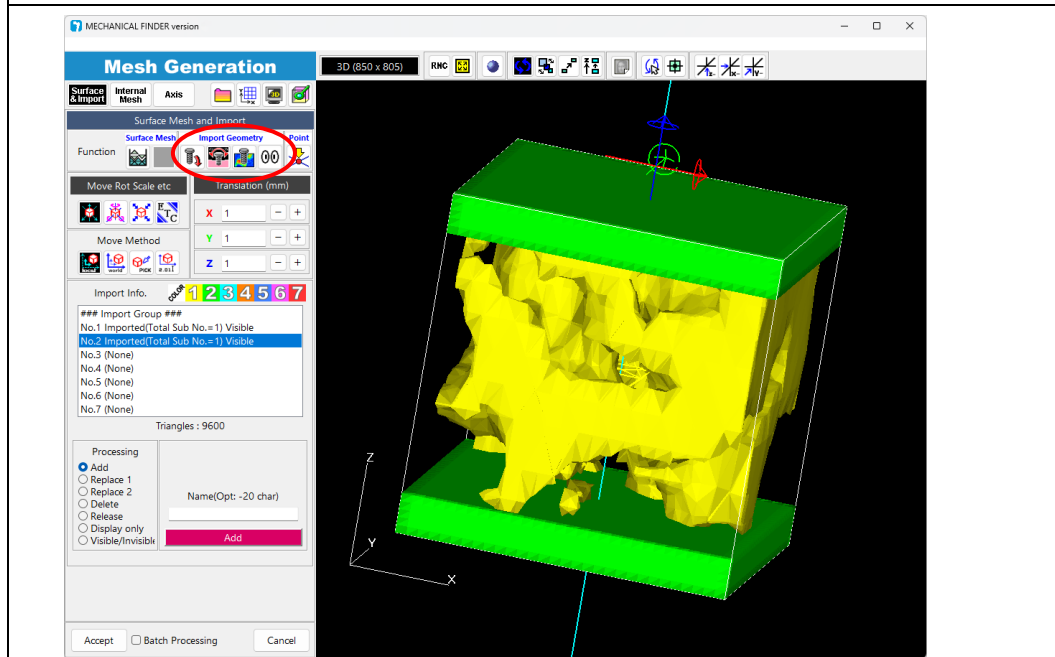 MECHANICAL FINDER version
Mesh Generation
3D (850 x 805)
RNC
Surface & Import
Internal Mesh
Axis
3D
Surface Mesh and Import
Surface Mesh
Import Geometry
Point
Function
Move Rot Scale etc
Translation (mm)
ETC
X 1 - +
Move Method
Y 1 - +
local
world
PICK
0.011
Z 1 - +
Import Info.
COLOR
1 2 3 4 5 6 7
### Import Group ###
No.1 Imported(Total Sub No.=1) Visible
No.2 Imported(Total Sub No.=1) Visible
No.3 (None)
No.4 (None)
No.5 (None)
No.6 (None)
No.7 (None)
Triangles : 9600
Processing
Add
Replace 1
Replace 2
Delete
Release
Display only
Visible/Invisible
Name(Opt: -20 char)
Add
Accept
Batch Processing
Cancel
Z
Y
X